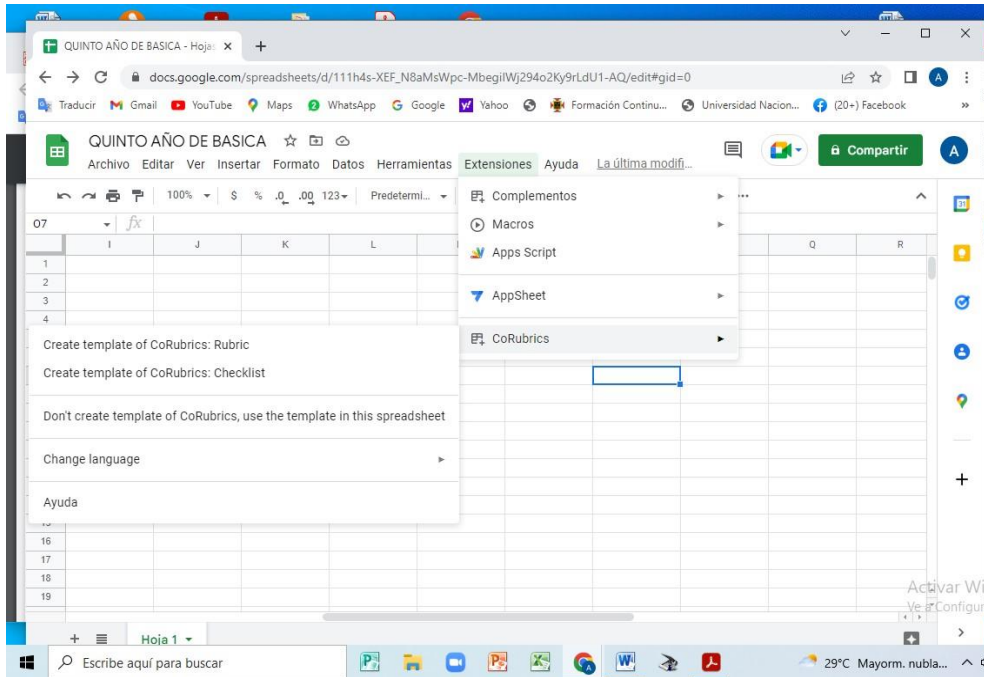 QUINTO AÑO DE BASICA - Hoja:
docs.google.com/spreadsheets/d/111h4s-XEF_N8aMsWpc-MbegiIWj294o2Ky9rLdU1-AQ/edit#gid=0
Traducir Gmail YouTube Maps WhatsApp Google Yahoo Formación Continu... Universidad Nacion... (20+) Facebook »
QUINTO AÑO DE BASICA
Archivo Editar Ver Insertar Formato Datos Herramientas Extensiones Ayuda La última modifi...
Compartir A
100% $ % .0 .00 123 Predetermi...
O7 fx
I J K L Q R
Complementos
Macros
Apps Script
AppSheet
CoRubrics
1
2
3
4
Create template of CoRubrics: Rubric
Create template of CoRubrics: Checklist
Don't create template of CoRubrics, use the template in this spreadsheet
Change language
Ayuda
16
17
18
19
31
Activar Wi
Ve a Configur
Hoja 1
Escribe aquí para buscar
29°C Mayorm. nubla...